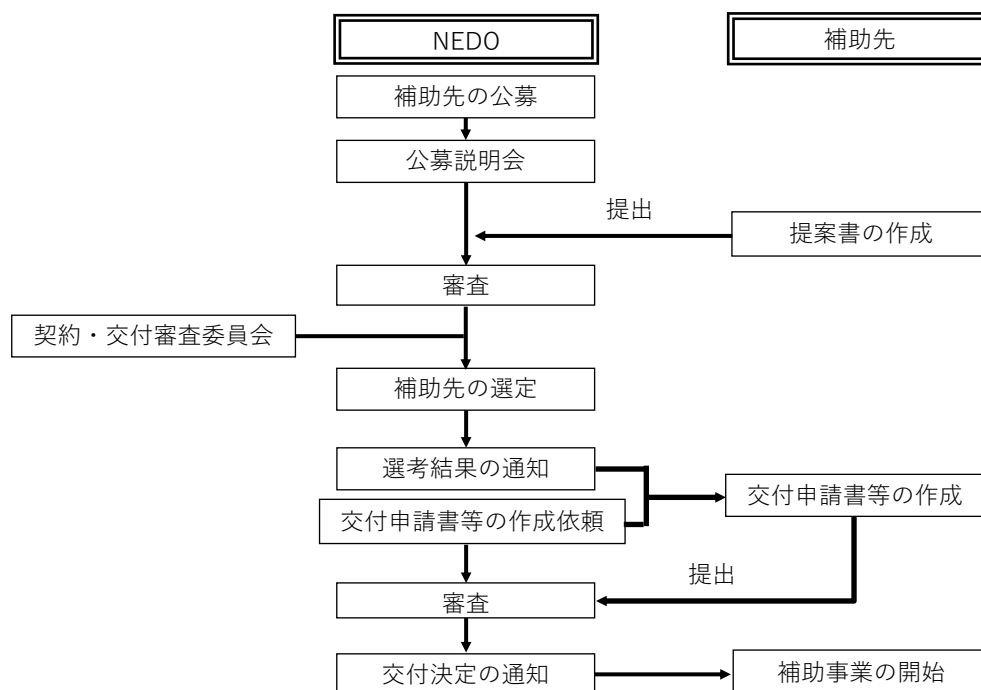 NEDO
補助先
補助先の公募
公募説明会
提出
提案書の作成
審査
契約・交付審査委員会
補助先の選定
選考結果の通知
交付申請書等の作成
交付申請書等の作成依頼
提出
審査
交付決定の通知
補助事業の開始